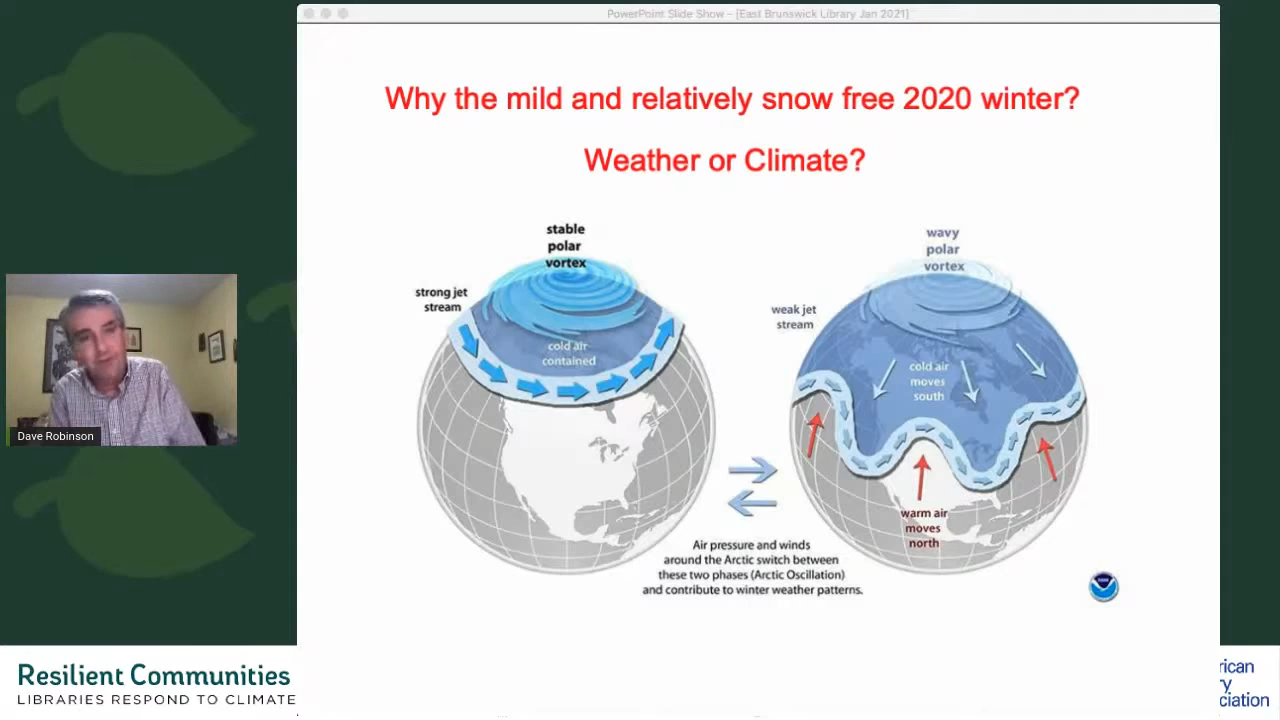 PowerPoint Slide Show - [East Brunswick Library Jan 2021]
Why the mild and relatively snow free 2020 winter?
Weather or Climate?
stable
polar
vortex
strong jet
stream
cold air
contained
wavy
polar
vortex
weak jet
stream
cold air
moves
south
warm air
moves
north
Air pressure and winds
around the Arctic switch between
these two phases (Arctic Oscillation)
and contribute to winter weather patterns.
Dave Robinson
Resilient Communities
LIBRARIES RESPOND TO CLIMATE
rican
ry
ciation